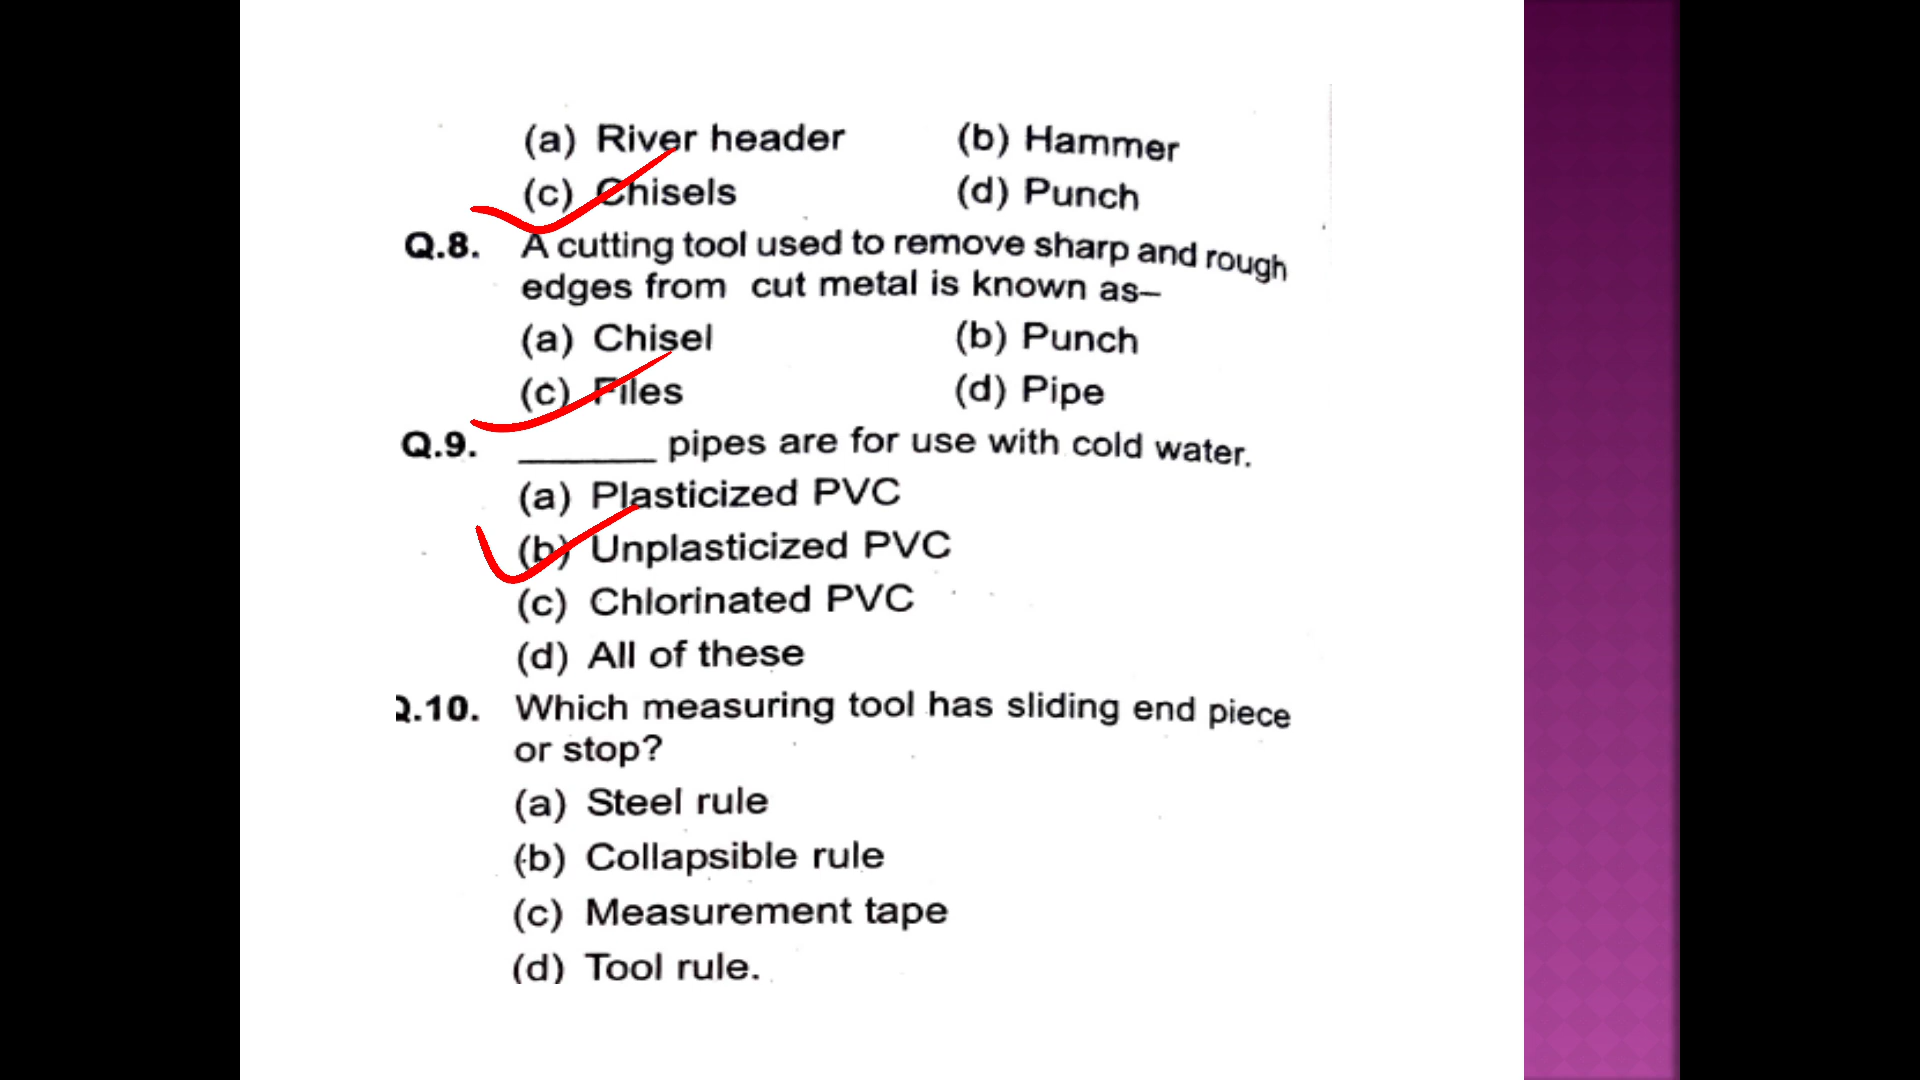 (a) River header (b) Hammer
(c) Chisels (d) Punch
Q.8. A cutting tool used to remove sharp and rough
edges from cut metal is known as–
(a) Chisel (b) Punch
(c) Files (d) Pipe
Q.9. _______ pipes are for use with cold water.
(a) Plasticized PVC
(b) Unplasticized PVC
(c) Chlorinated PVC
(d) All of these
Q.10. Which measuring tool has sliding end piece
or stop?
(a) Steel rule
(b) Collapsible rule
(c) Measurement tape
(d) Tool rule.